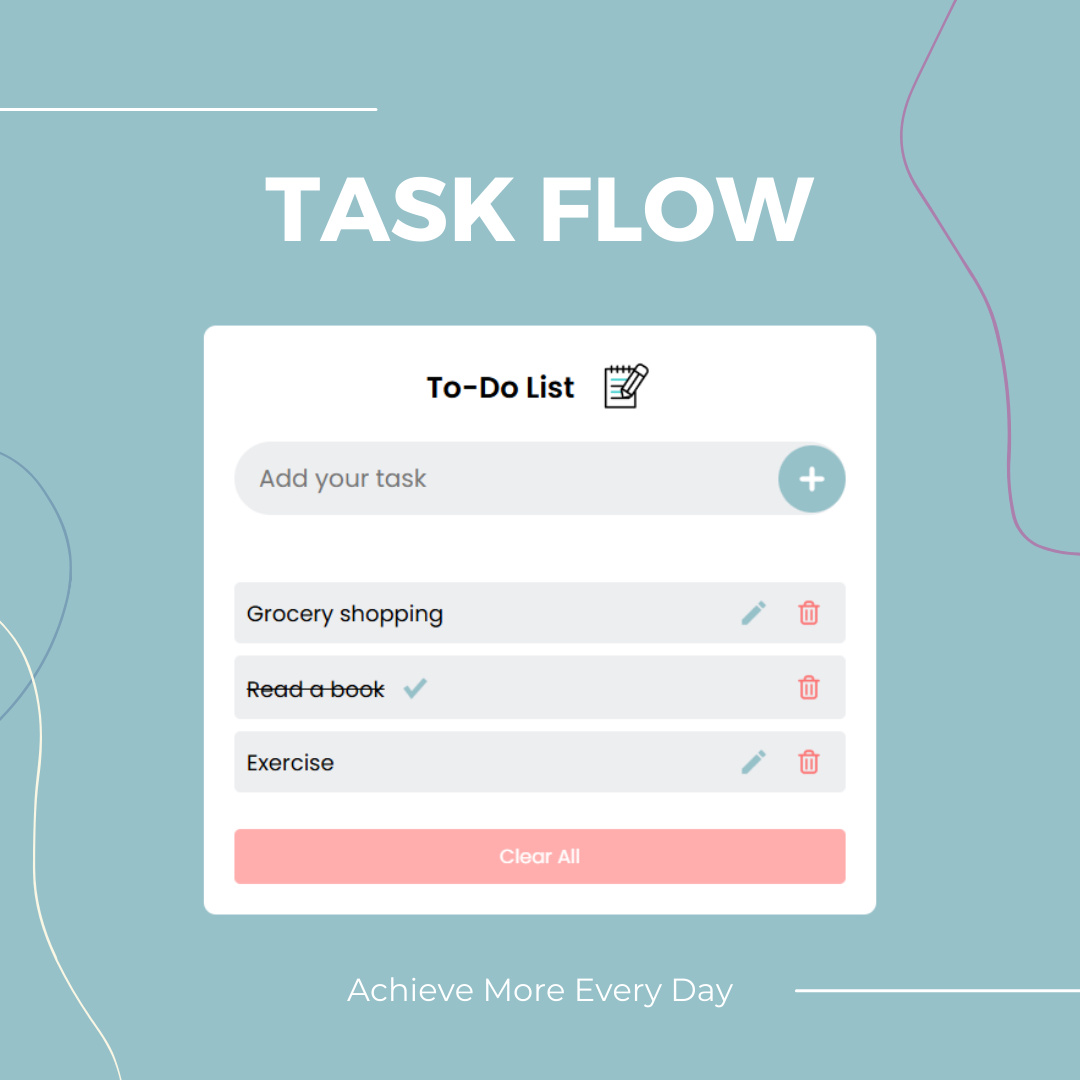 TASK FLOW
To-Do List
Add your task
Grocery shopping
Read a book
Exercise
Clear All
Achieve More Every Day